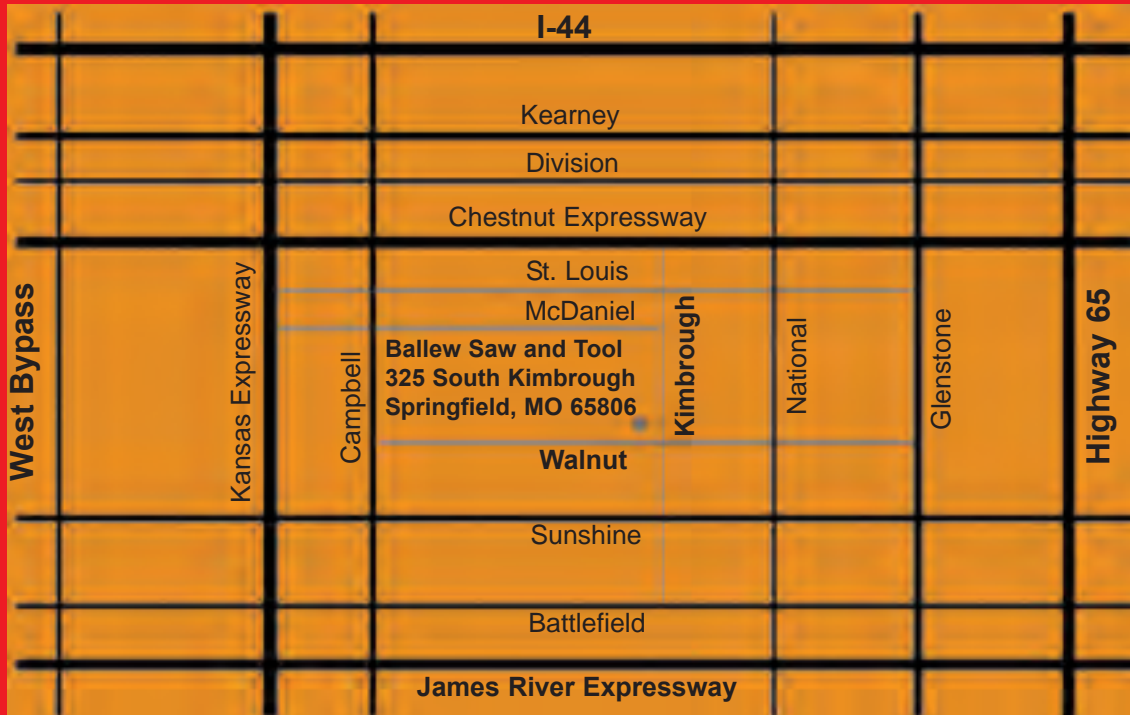 I-44
Kearney
Division
Chestnut Expressway
St. Louis
McDaniel
West Bypass
Kansas Expressway
Campbell
Ballew Saw and Tool
325 South Kimbrough
Springfield, MO 65806
Kimbrough
National
Glenstone
Highway 65
Walnut
Sunshine
Battlefield
James River Expressway